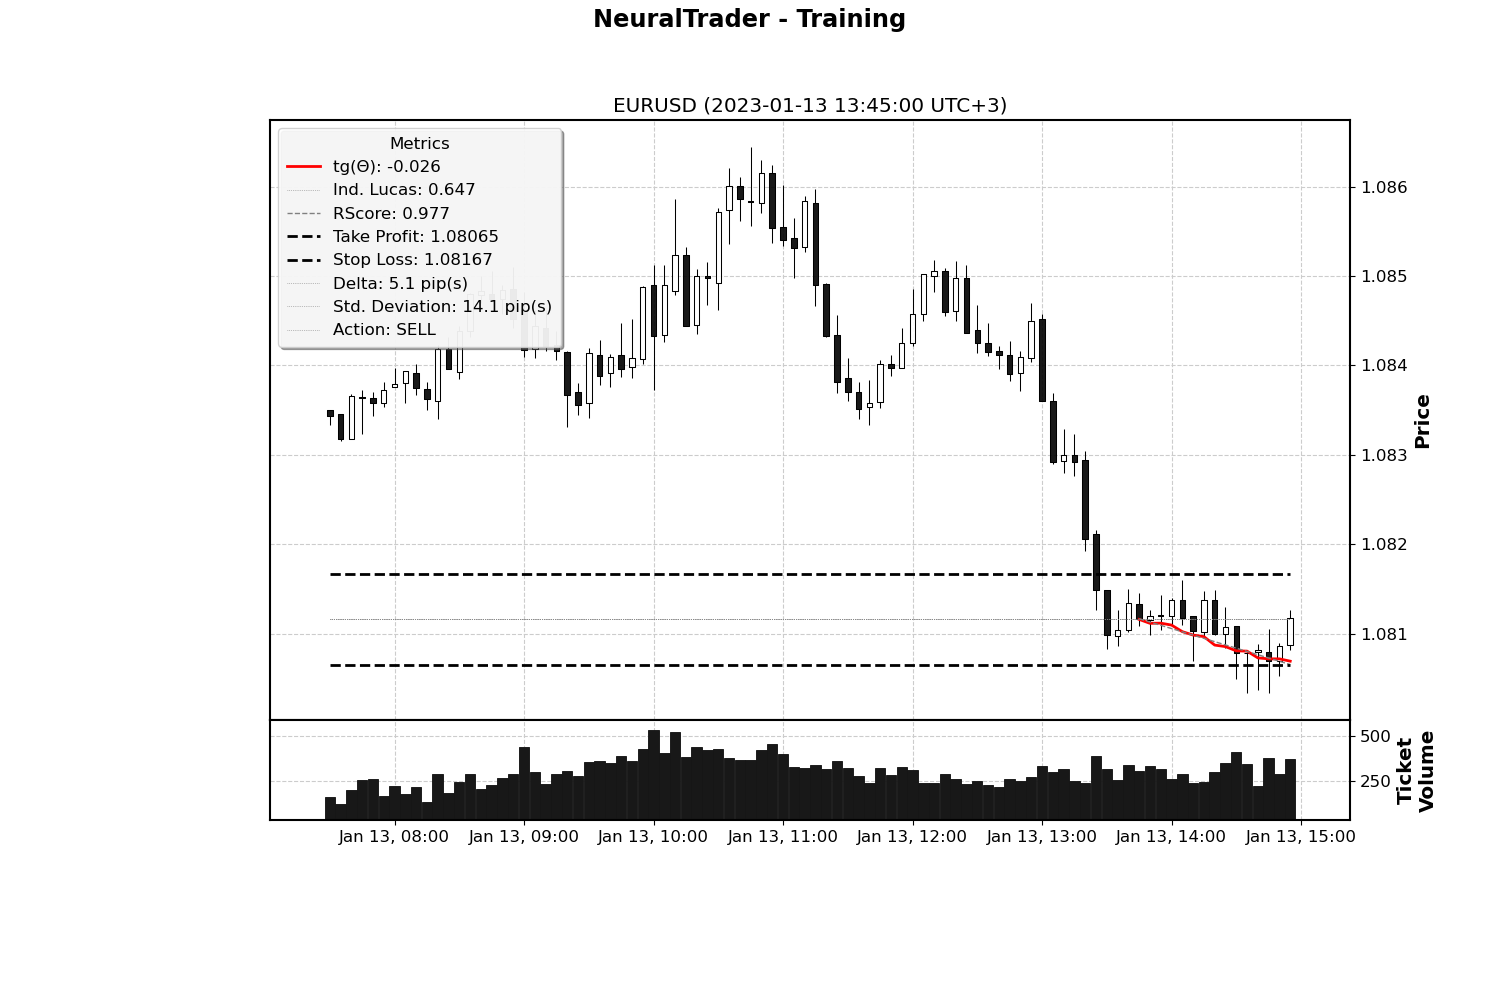 NeuralTrader - Training
EURUSD (2023-01-13 13:45:00 UTC+3)
Metrics
tg(Θ): -0.026
Ind. Lucas: 0.647
RScore: 0.977
Take Profit: 1.08065
Stop Loss: 1.08167
Delta: 5.1 pip(s)
Std. Deviation: 14.1 pip(s)
Action: SELL
1.086
1.085
1.084
1.083
1.082
1.081
Price
500
250
Ticket
Volume
Jan 13, 08:00
Jan 13, 09:00
Jan 13, 10:00
Jan 13, 11:00
Jan 13, 12:00
Jan 13, 13:00
Jan 13, 14:00
Jan 13, 15:00